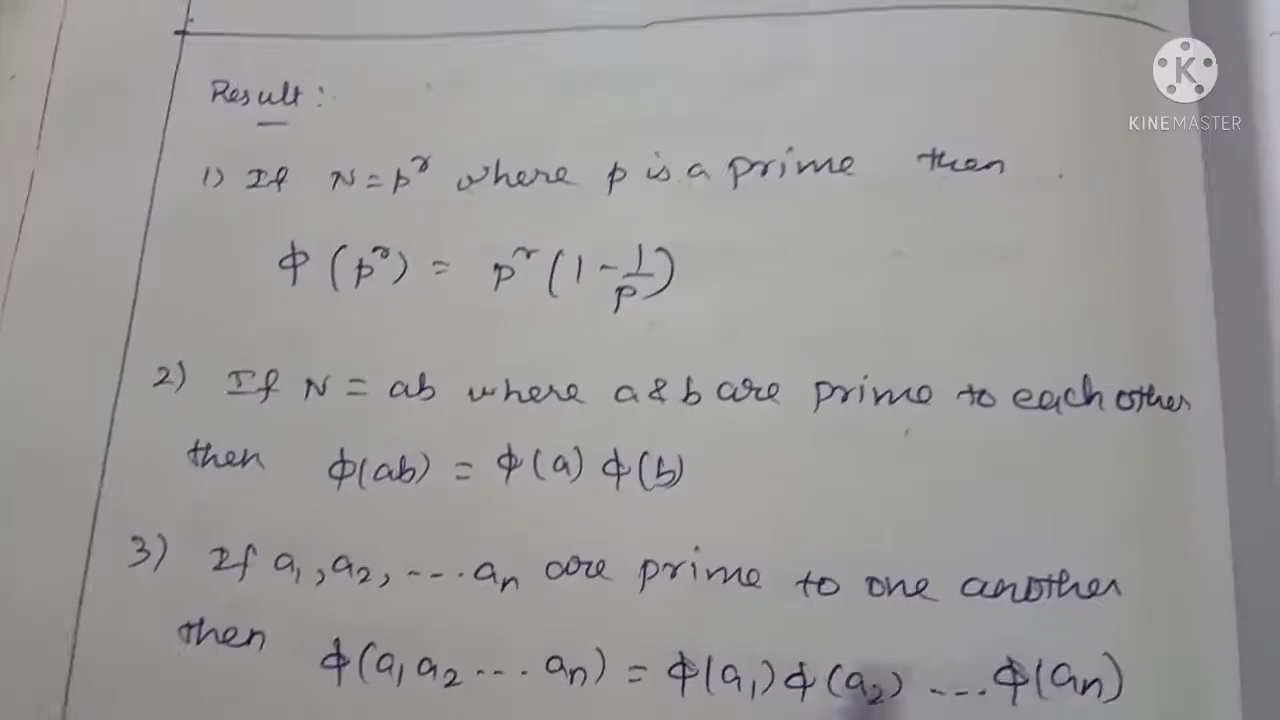 Result:
KINEMASTER
1) If N = p^r where p is a prime then
ϕ (p^r) = p^r (1 - 1/p)
2) If N = ab where a & b are prime to each other
then ϕ(ab) = ϕ(a) ϕ(b)
3) If a₁, a₂, ... aₙ are prime to one another
then ϕ(a₁ a₂ ... aₙ) = ϕ(a₁) ϕ(a₂) ... ϕ(aₙ)